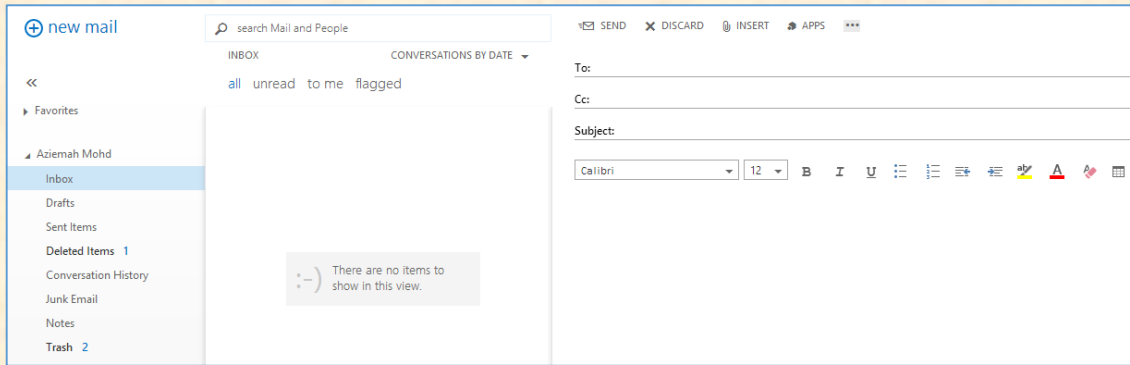 new mail
search Mail and People
INBOX CONVERSATIONS BY DATE
all unread to me flagged
«
Favorites
Aziemah Mohd
Inbox
Drafts
Sent Items
Deleted Items 1
Conversation History
Junk Email
Notes
Trash 2
:-)
There are no items to
show in this view.
SEND DISCARD INSERT APPS •••
To:
Cc:
Subject:
Calibri 12 B I U ab A